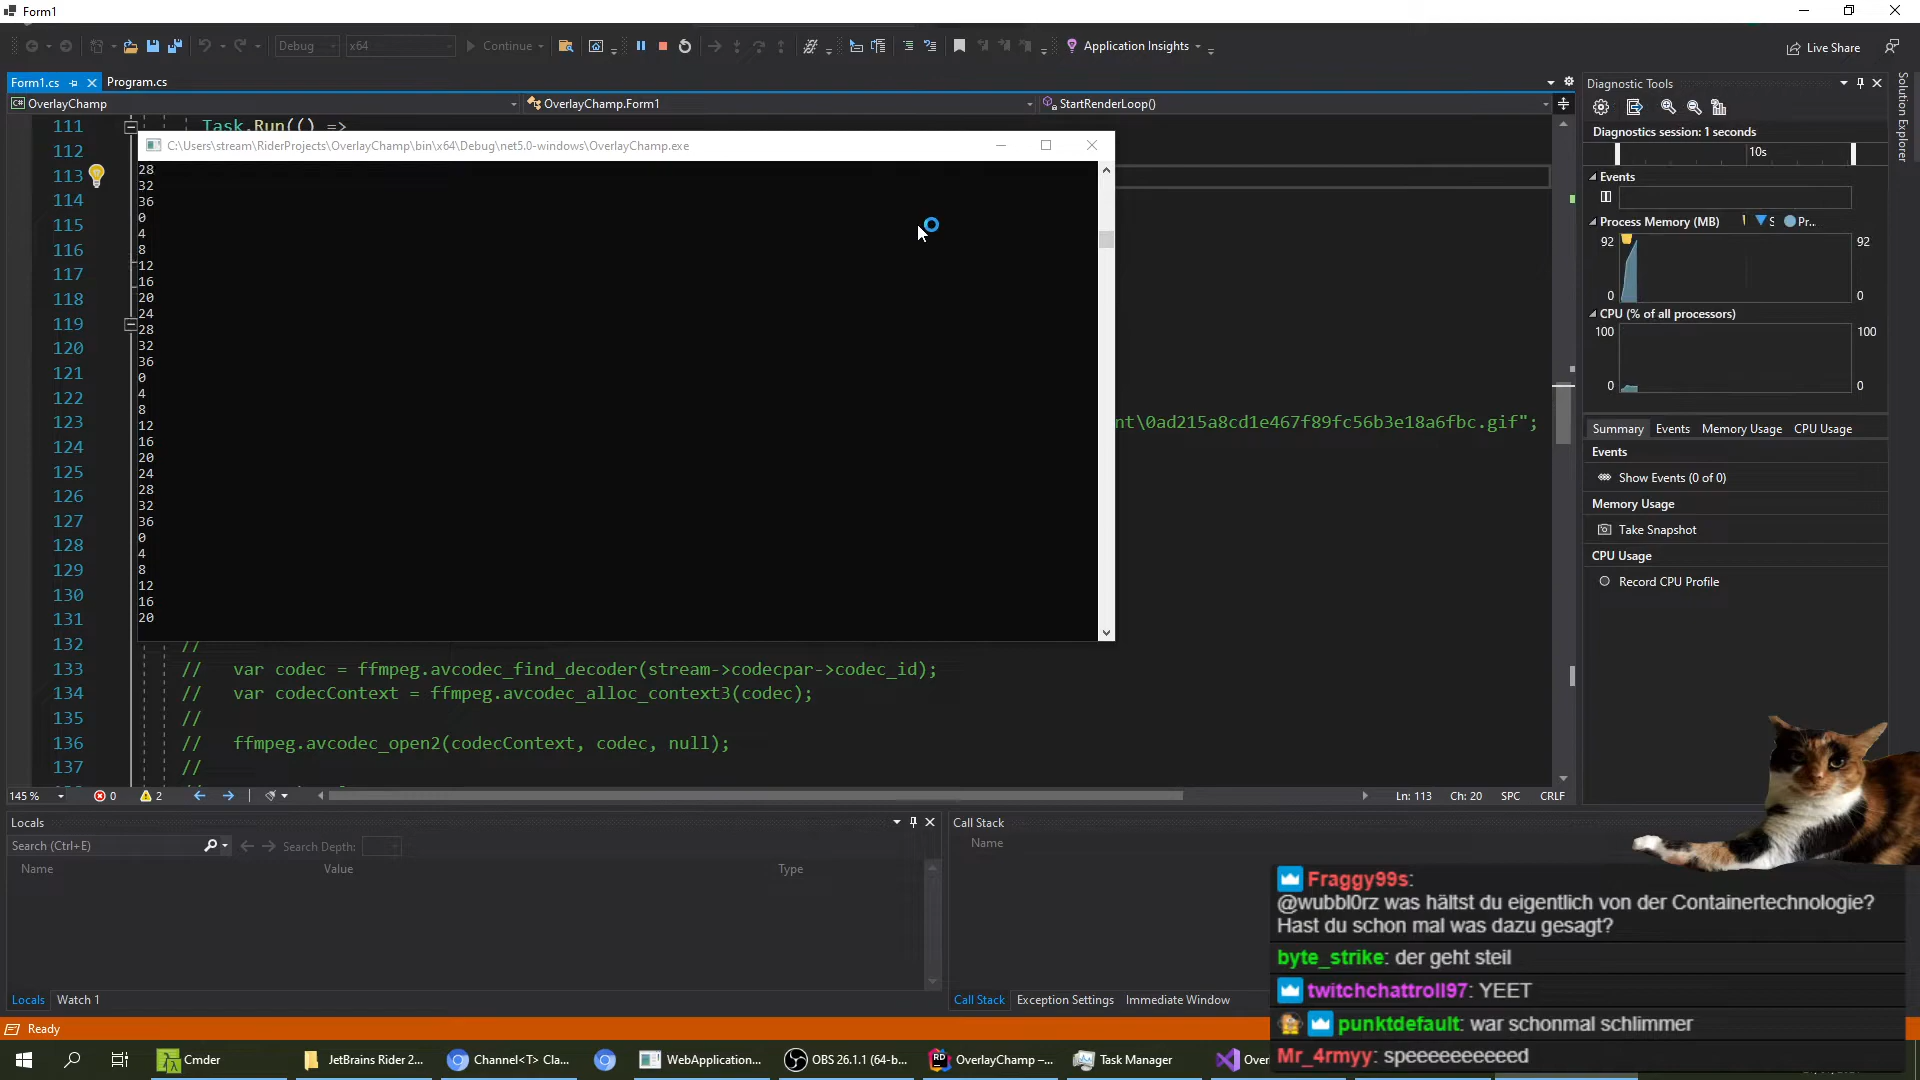 Form1
Debug
x64
Continue
Application Insights
Live Share
Form1.cs
Program.cs
OverlayChamp
OverlayChamp.Form1
StartRenderLoop()
111
Task.Run(() =>
C:\Users\stream\RiderProjects\OverlayChamp\bin\x64\Debug\net5.0-windows\OverlayChamp.exe
112
113
114
115
116
117
118
119
120
121
122
123
nt\0ad215a8cd1e467f89fc56b3e18a6fbc.gif";
124
125
126
127
128
129
130
131
28
32
36
0
4
8
12
16
20
24
28
32
36
0
4
8
12
16
20
24
28
32
36
0
4
8
12
16
20
132 //
133 //   var codec = ffmpeg.avcodec_find_decoder(stream->codecpar->codec_id);
134 //   var codecContext = ffmpeg.avcodec_alloc_context3(codec);
135 //
136 //   ffmpeg.avcodec_open2(codecContext, codec, null);
137 //
145 %
0
2
Ln: 113
Ch: 20
SPC
CRLF
Diagnostic Tools
Diagnostics session: 1 seconds
10s
Events
Process Memory (MB)
S
Pr...
92
92
0
0
CPU (% of all processors)
100
100
0
0
Summary
Events
Memory Usage
CPU Usage
Events
Show Events (0 of 0)
Memory Usage
Take Snapshot
CPU Usage
Record CPU Profile
Solution Explorer
Locals
Search (Ctrl+E)
Search Depth:
Name
Value
Type
Locals
Watch 1
Call Stack
Name
Call Stack
Exception Settings
Immediate Window
Fraggy99s:
@wubbl0rz was hältst du eigentlich von der Containertechnologie?
Hast du schon mal was dazu gesagt?
byte_strike: der geht steil
twitchchattroll97: YEET
punktdefault: war schonmal schlimmer
Mr_4rmyy: speeeeeeeeeed
Ready
Cmder
JetBrains Rider 2...
Channel<T> Cla...
WebApplication...
OBS 26.1.1 (64-b...
OverlayChamp –...
Task Manager
Over